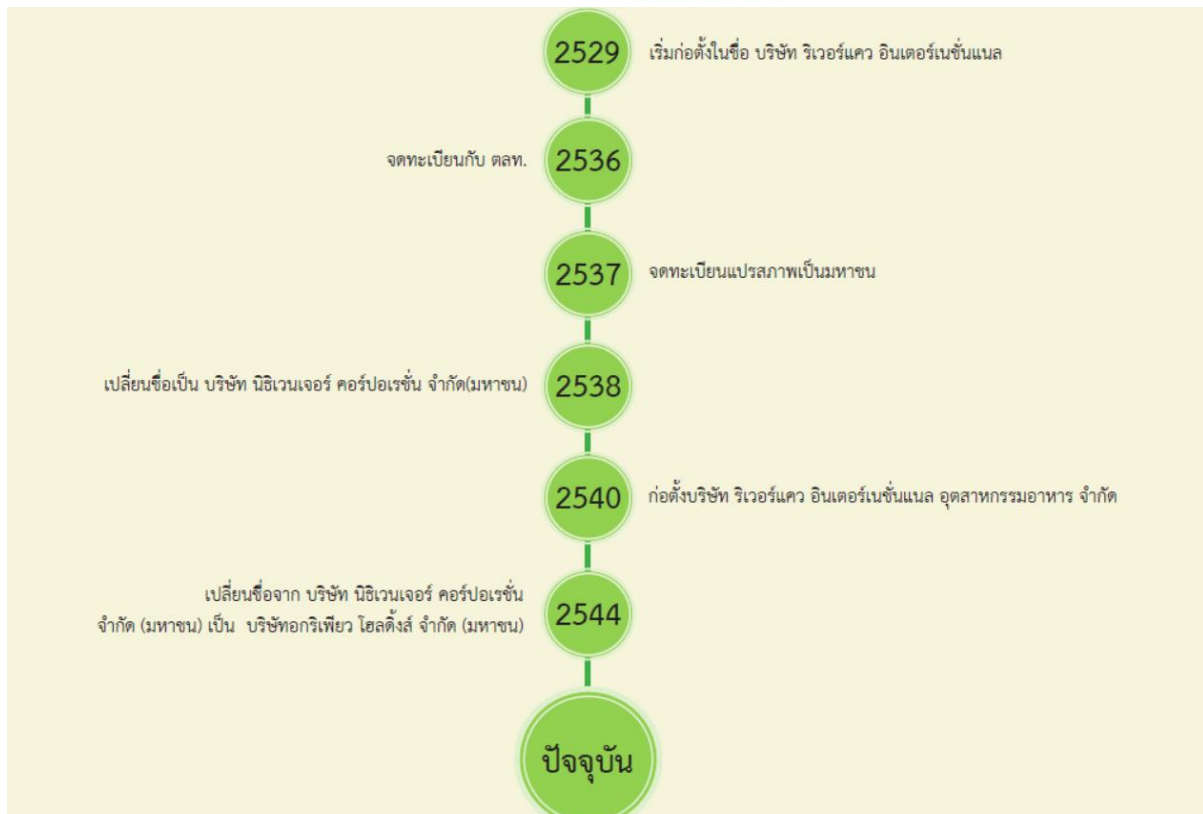 2529
เริ่มก่อตั้งในชื่อ บริษัท ริเวอร์แคว อินเตอร์เนชั่นแนล
จดทะเบียนกับ ตลท.
2536
2537
จดทะเบียนแปรสภาพเป็นมหาชน
เปลี่ยนชื่อเป็น บริษัท นิธิเวนเจอร์ คอร์ปอเรชั่น จำกัด(มหาชน)
2538
2540
ก่อตั้งบริษัท ริเวอร์แคว อินเตอร์เนชั่นแนล อุตสาหกรรมอาหาร จำกัด
เปลี่ยนชื่อจาก บริษัท นิธิเวนเจอร์ คอร์ปอเรชั่น
จำกัด (มหาชน) เป็น บริษัทอกริเพียว โฮลดิ้งส์ จำกัด (มหาชน)
2544
ปัจจุบัน